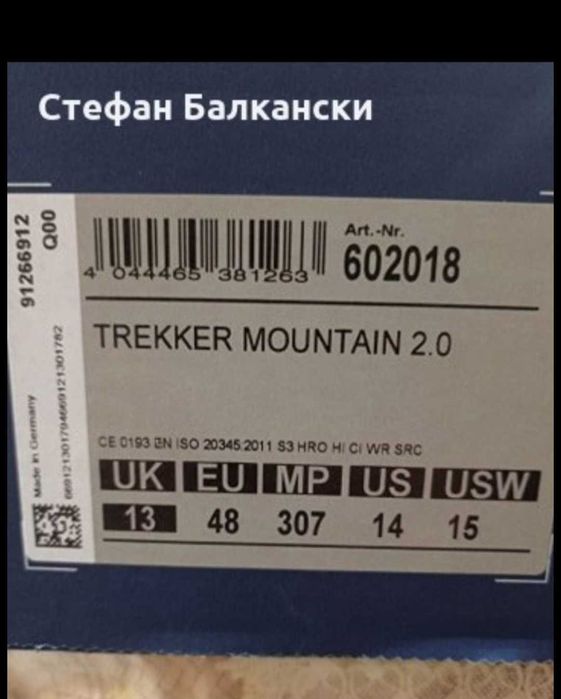 Стефан Балкански
91266912
Q00
Made in Germany
4 044465 381263
Art.-Nr.
602018
TREKKER MOUNTAIN 2.0
CE 0193 EN ISO 20345:2011 S3 HRO HI CI WR SRC
UK EU MP US USW
13 48 307 14 15